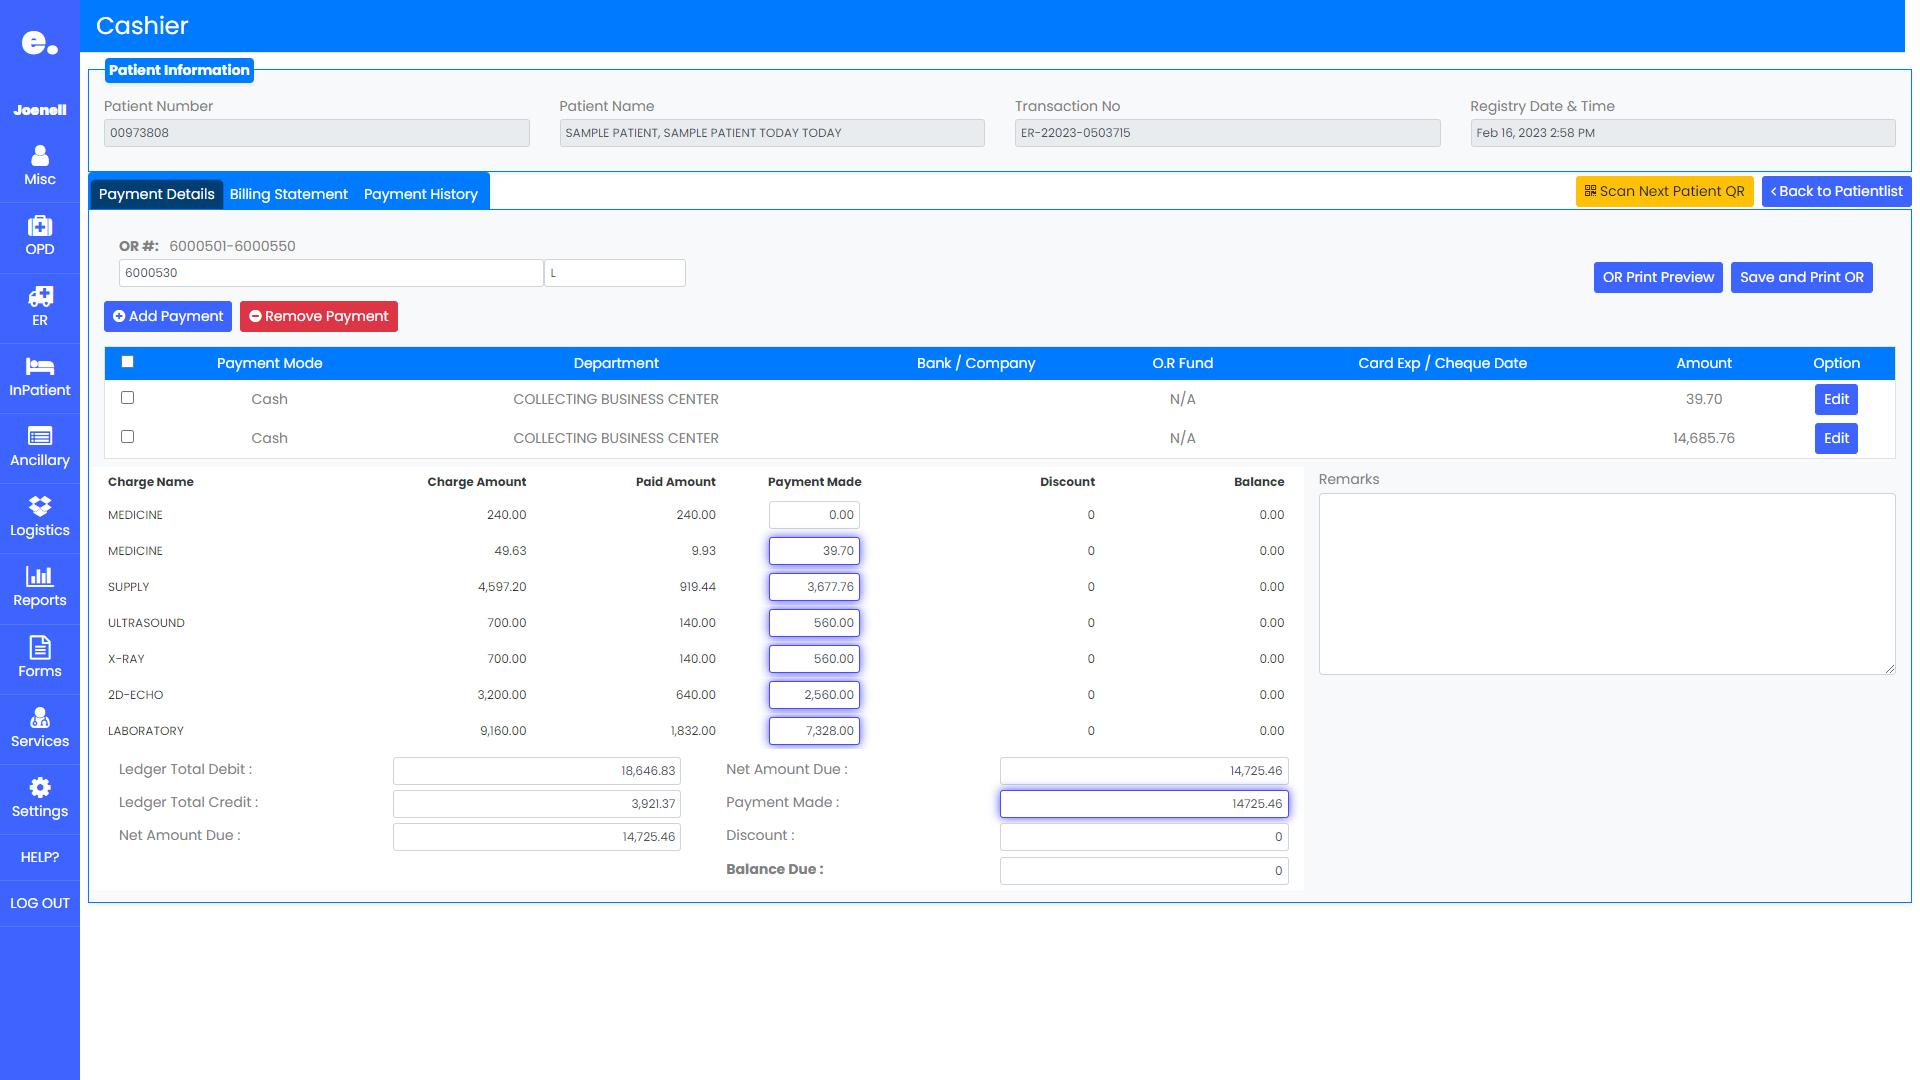 e.
Cashier
Joenell
Misc
OPD
ER
InPatient
Ancillary
Logistics
Reports
Forms
Services
Settings
HELP?
LOG OUT
Patient Information
Patient Number
Patient Name
Transaction No
Registry Date & Time
00973808
SAMPLE PATIENT, SAMPLE PATIENT TODAY TODAY
ER-22023-0503715
Feb 16, 2023 2:58 PM
Payment Details
Billing Statement
Payment History
Scan Next Patient QR
Back to Patientlist
OR #: 6000501-6000550
6000530
L
OR Print Preview
Save and Print OR
Add Payment
Remove Payment
Payment Mode Department Bank / Company O.R Fund Card Exp / Cheque Date Amount Option
Cash COLLECTING BUSINESS CENTER N/A 39.70 Edit
Cash COLLECTING BUSINESS CENTER N/A 14,685.76 Edit
Charge Name Charge Amount Paid Amount Payment Made Discount Balance
MEDICINE 240.00 240.00 0.00 0 0.00
MEDICINE 49.63 9.93 39.70 0 0.00
SUPPLY 4,597.20 919.44 3,677.76 0 0.00
ULTRASOUND 700.00 140.00 560.00 0 0.00
X-RAY 700.00 140.00 560.00 0 0.00
2D-ECHO 3,200.00 640.00 2,560.00 0 0.00
LABORATORY 9,160.00 1,832.00 7,328.00 0 0.00
Remarks
Ledger Total Debit : 18,646.83
Ledger Total Credit : 3,921.37
Net Amount Due : 14,725.46
Net Amount Due : 14,725.46
Payment Made : 14725.46
Discount : 0
Balance Due : 0